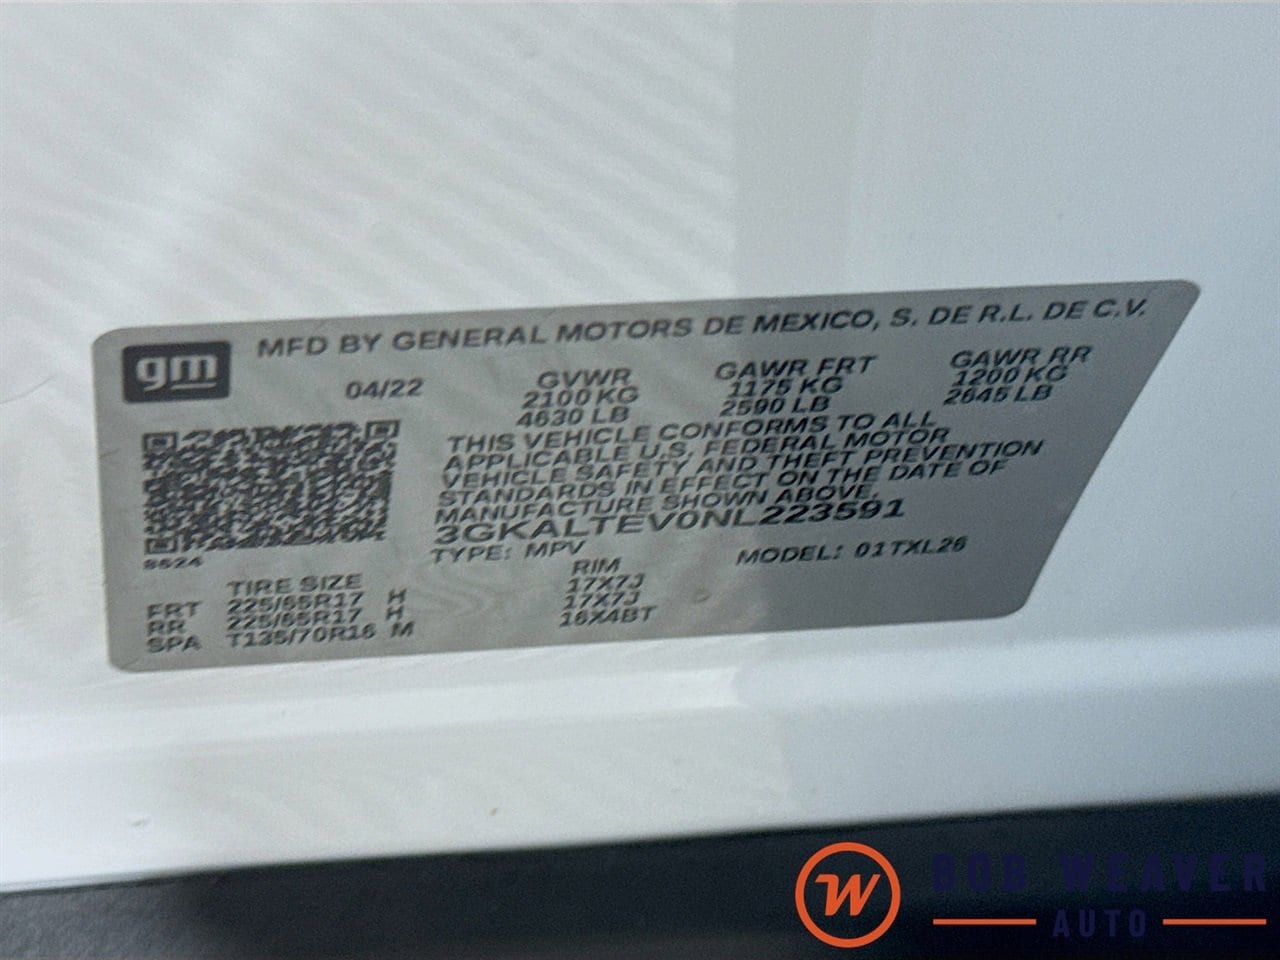 gm
MFD BY GENERAL MOTORS DE MEXICO, S. DE R.L. DE C.V.
04/22 GVWR GAWR FRT GAWR RR
2100 KG 1175 KG 1200 KG
4630 LB 2590 LB 2645 LB
THIS VEHICLE CONFORMS TO ALL
APPLICABLE U.S. FEDERAL MOTOR
VEHICLE SAFETY AND THEFT PREVENTION
STANDARDS IN EFFECT ON THE DATE OF
MANUFACTURE SHOWN ABOVE.
3GKALTEV0NL223591
8624
TYPE: MPV MODEL: 01TXL26
TIRE SIZE RIM
FRT 225/65R17 H 17X7J
RR 225/65R17 H 17X7J
SPA T135/70R16 M 16X4BT
W BOB WEAVER
AUTO